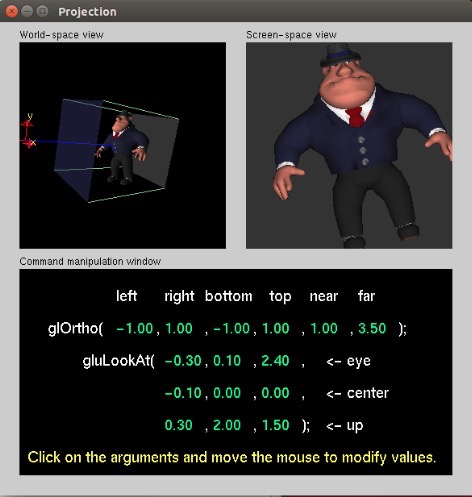 Projection
World-space view
Screen-space view
y
x
Command manipulation window
left right bottom top near far
glOrtho( -1.00 , 1.00 , -1.00 , 1.00 , 1.00 , 3.50 );
gluLookAt( -0.30 , 0.10 , 2.40 , <- eye
-0.10 , 0.00 , 0.00 , <- center
0.30 , 2.00 , 1.50 ); <- up
Click on the arguments and move the mouse to modify values.